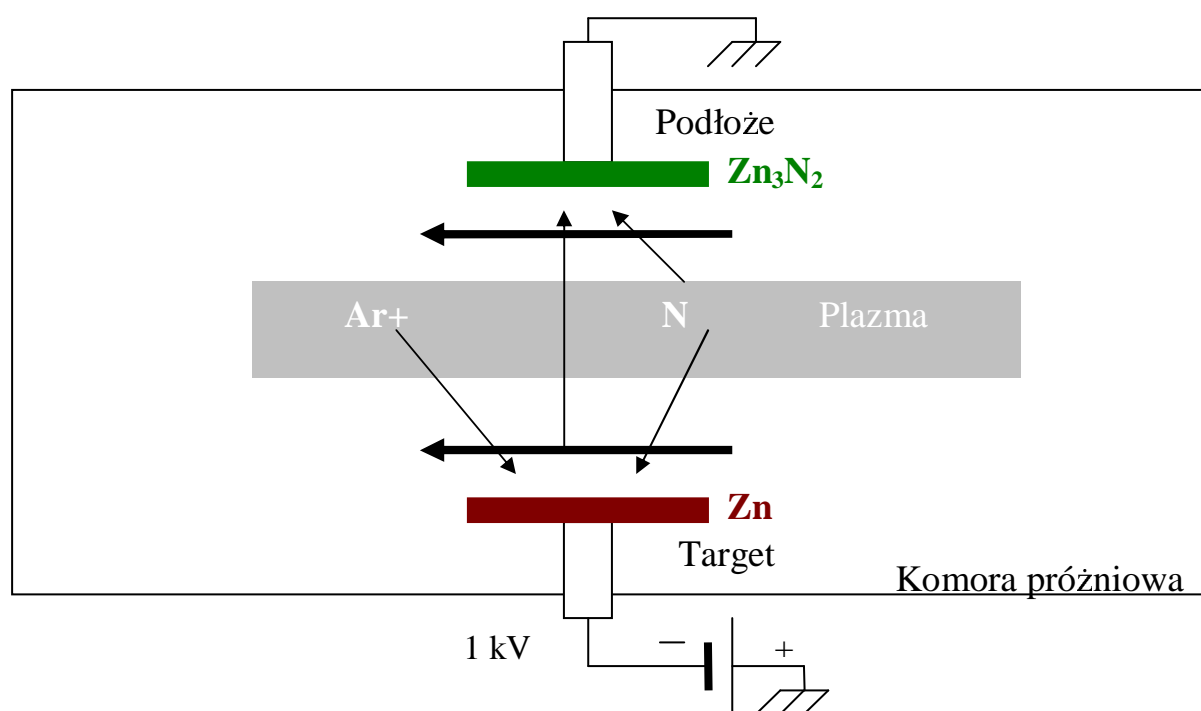 Podłoże
Zn₃N₂
Ar+ N Plazma
Zn
Target
Komora próżniowa
1 kV − +